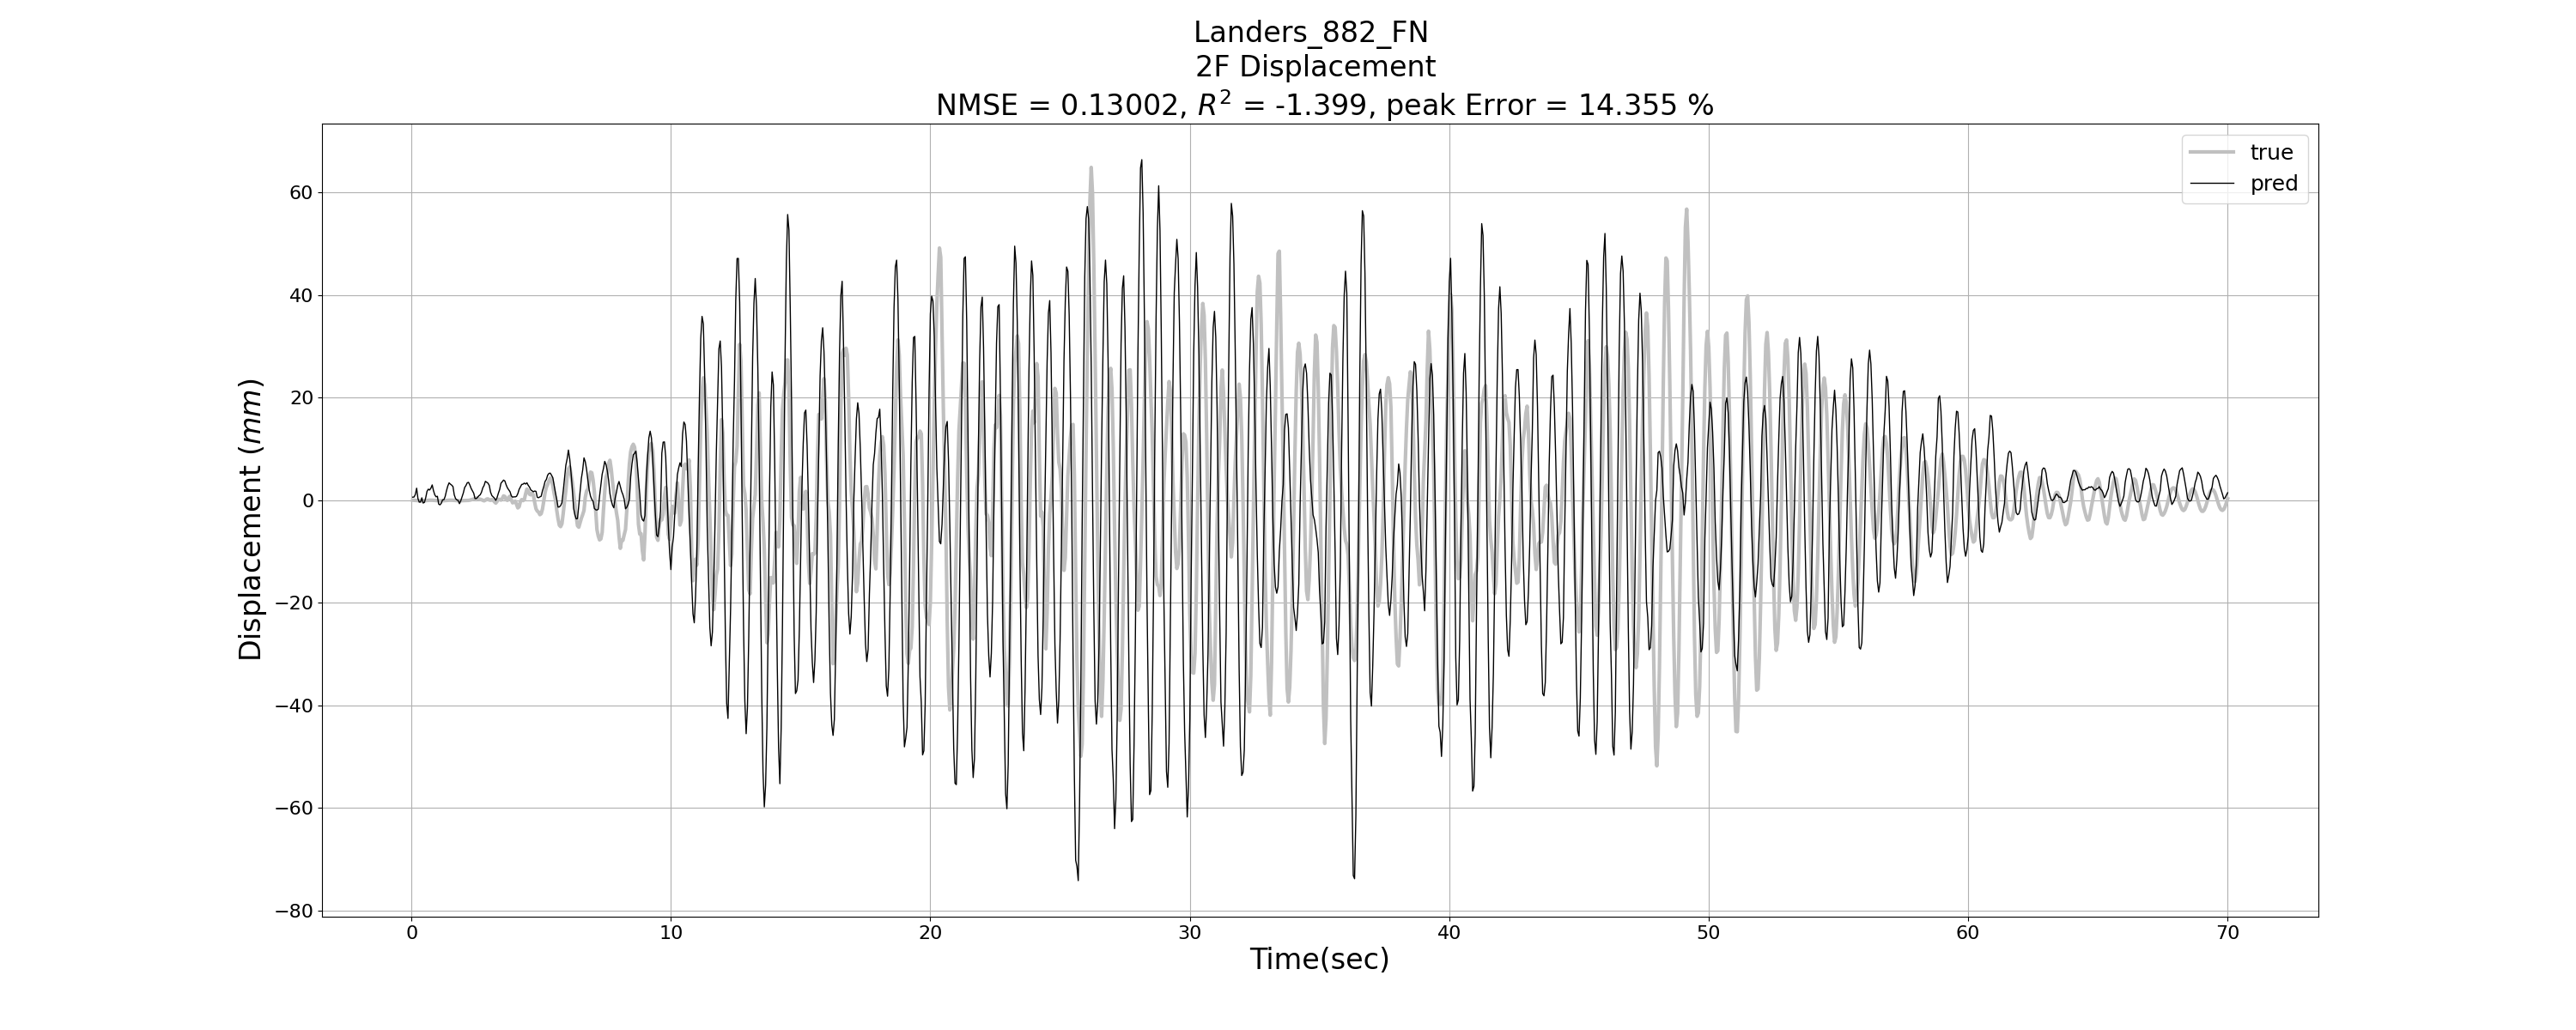 Landers_882_FN
2F Displacement
NMSE = 0.13002, R² = -1.399, peak Error = 14.355 %
true
pred
Displacement (mm)
60
40
20
0
−20
−40
−60
−80
0 10 20 30 40 50 60 70
Time(sec)